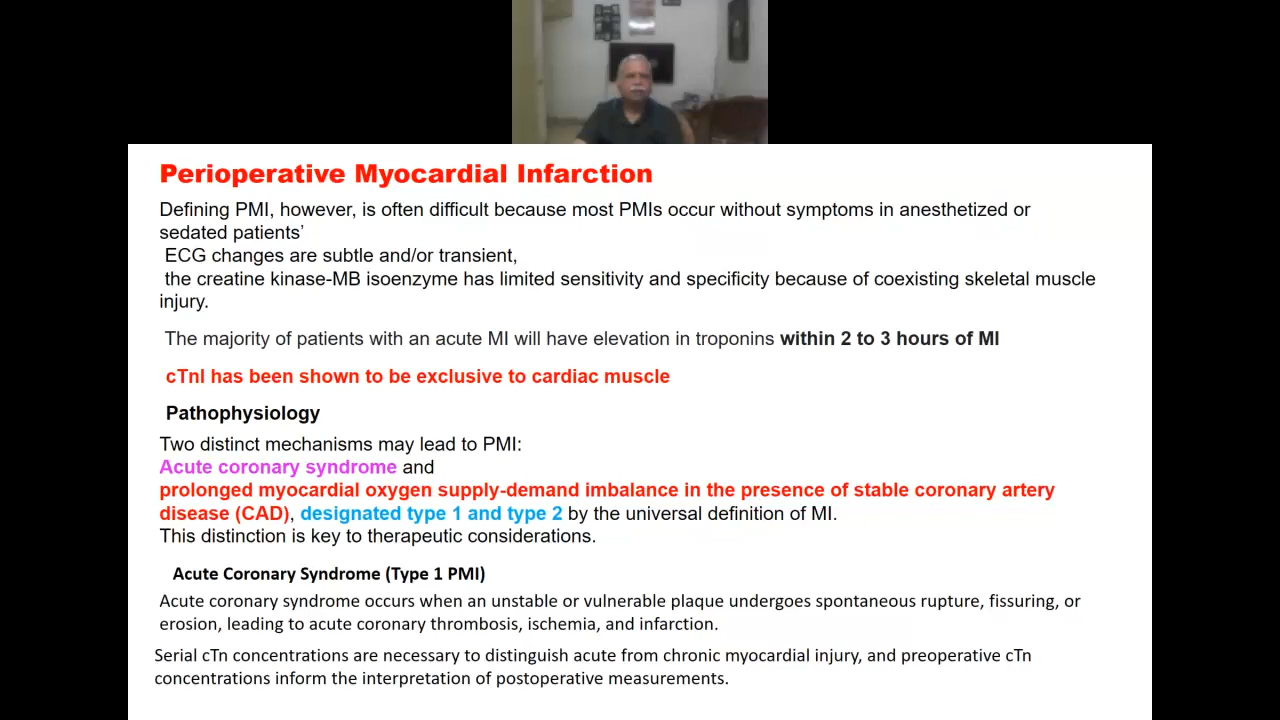 Perioperative Myocardial Infarction
Defining PMI, however, is often difficult because most PMIs occur without symptoms in anesthetized or
sedated patients’
ECG changes are subtle and/or transient,
the creatine kinase-MB isoenzyme has limited sensitivity and specificity because of coexisting skeletal muscle
injury.
The majority of patients with an acute MI will have elevation in troponins within 2 to 3 hours of MI
cTnI has been shown to be exclusive to cardiac muscle
Pathophysiology
Two distinct mechanisms may lead to PMI:
Acute coronary syndrome and
prolonged myocardial oxygen supply-demand imbalance in the presence of stable coronary artery
disease (CAD), designated type 1 and type 2 by the universal definition of MI.
This distinction is key to therapeutic considerations.
Acute Coronary Syndrome (Type 1 PMI)
Acute coronary syndrome occurs when an unstable or vulnerable plaque undergoes spontaneous rupture, fissuring, or
erosion, leading to acute coronary thrombosis, ischemia, and infarction.
Serial cTn concentrations are necessary to distinguish acute from chronic myocardial injury, and preoperative cTn
concentrations inform the interpretation of postoperative measurements.